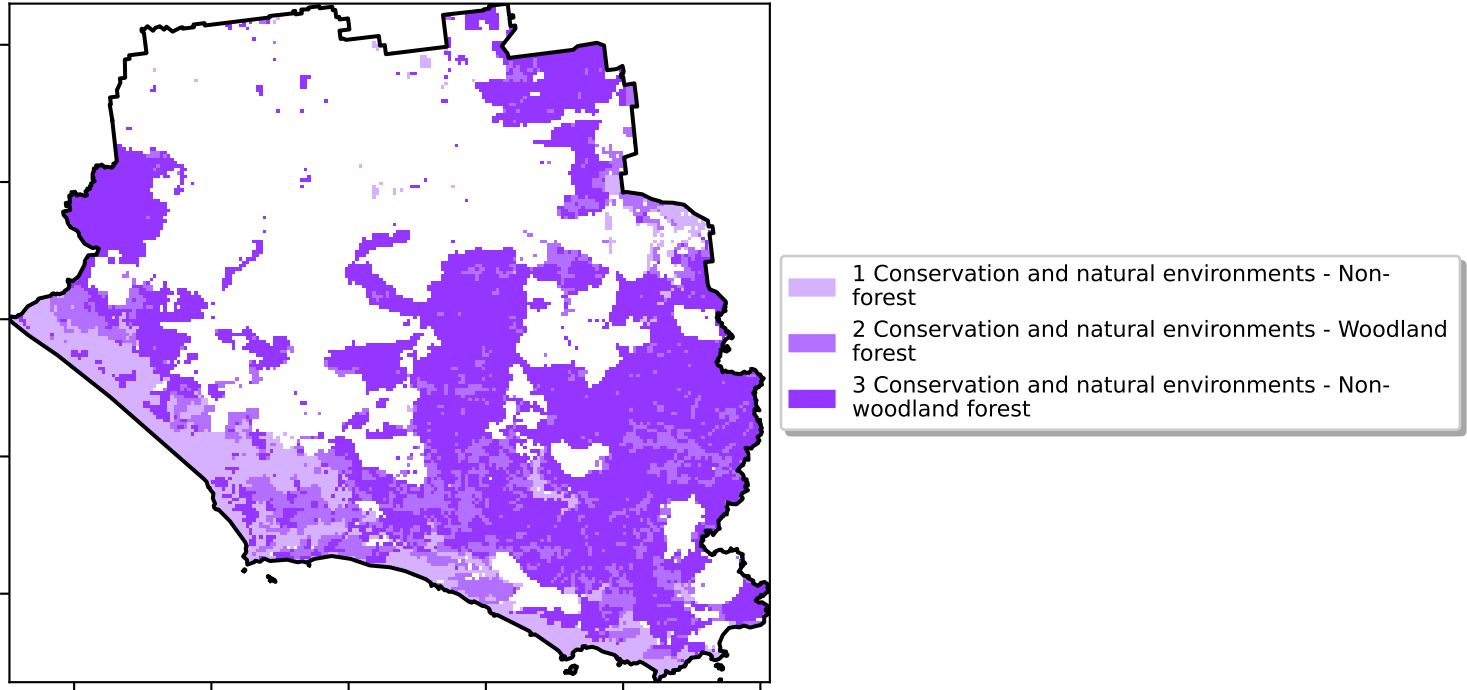 1 Conservation and natural environments - Non-
forest
2 Conservation and natural environments - Woodland
forest
3 Conservation and natural environments - Non-
woodland forest